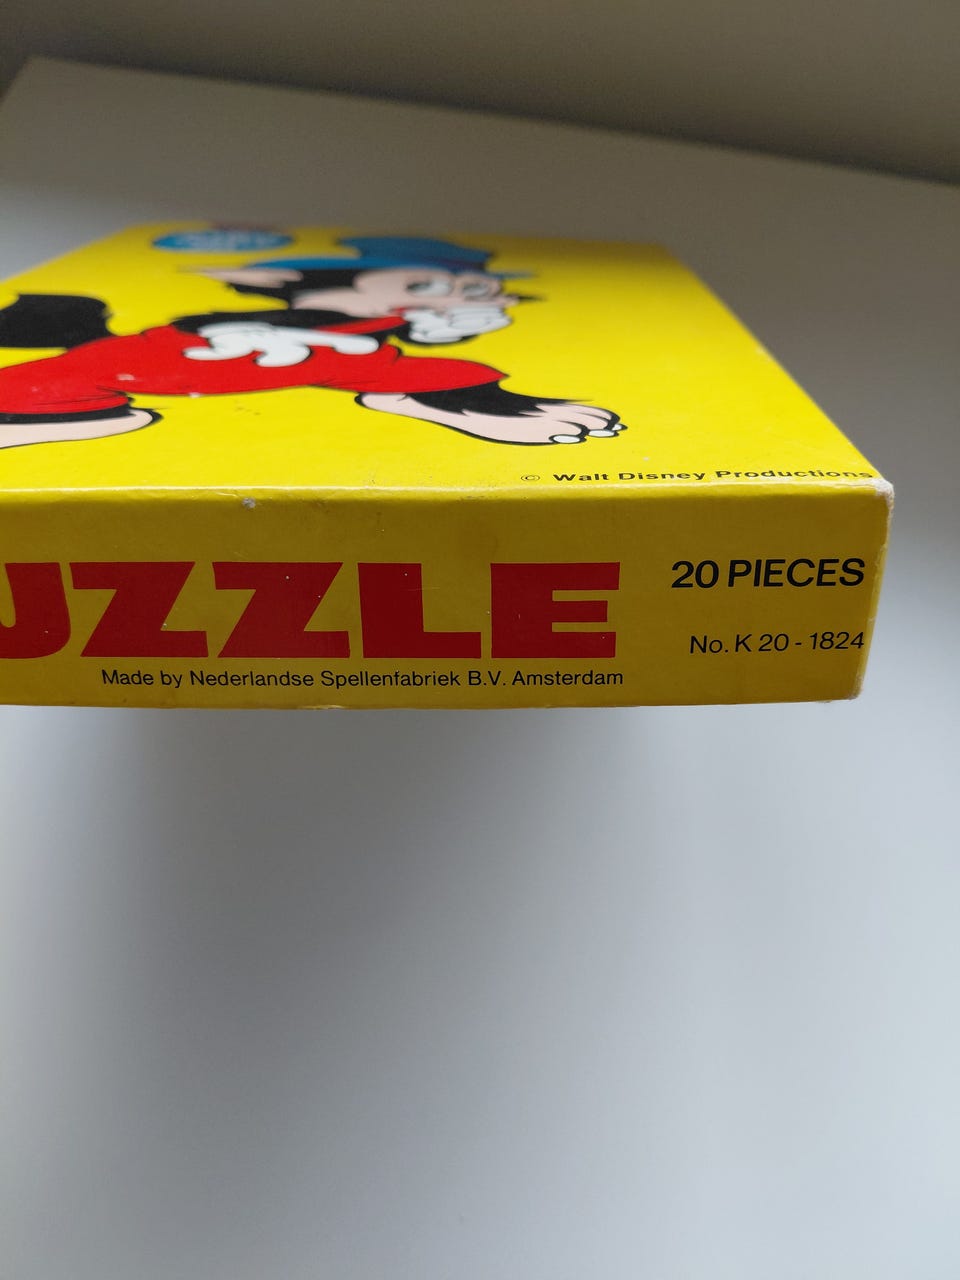 © Walt Disney Productions
UZZLE
20 PIECES
No. K 20 - 1824
Made by Nederlandse Spellenfabriek B.V. Amsterdam